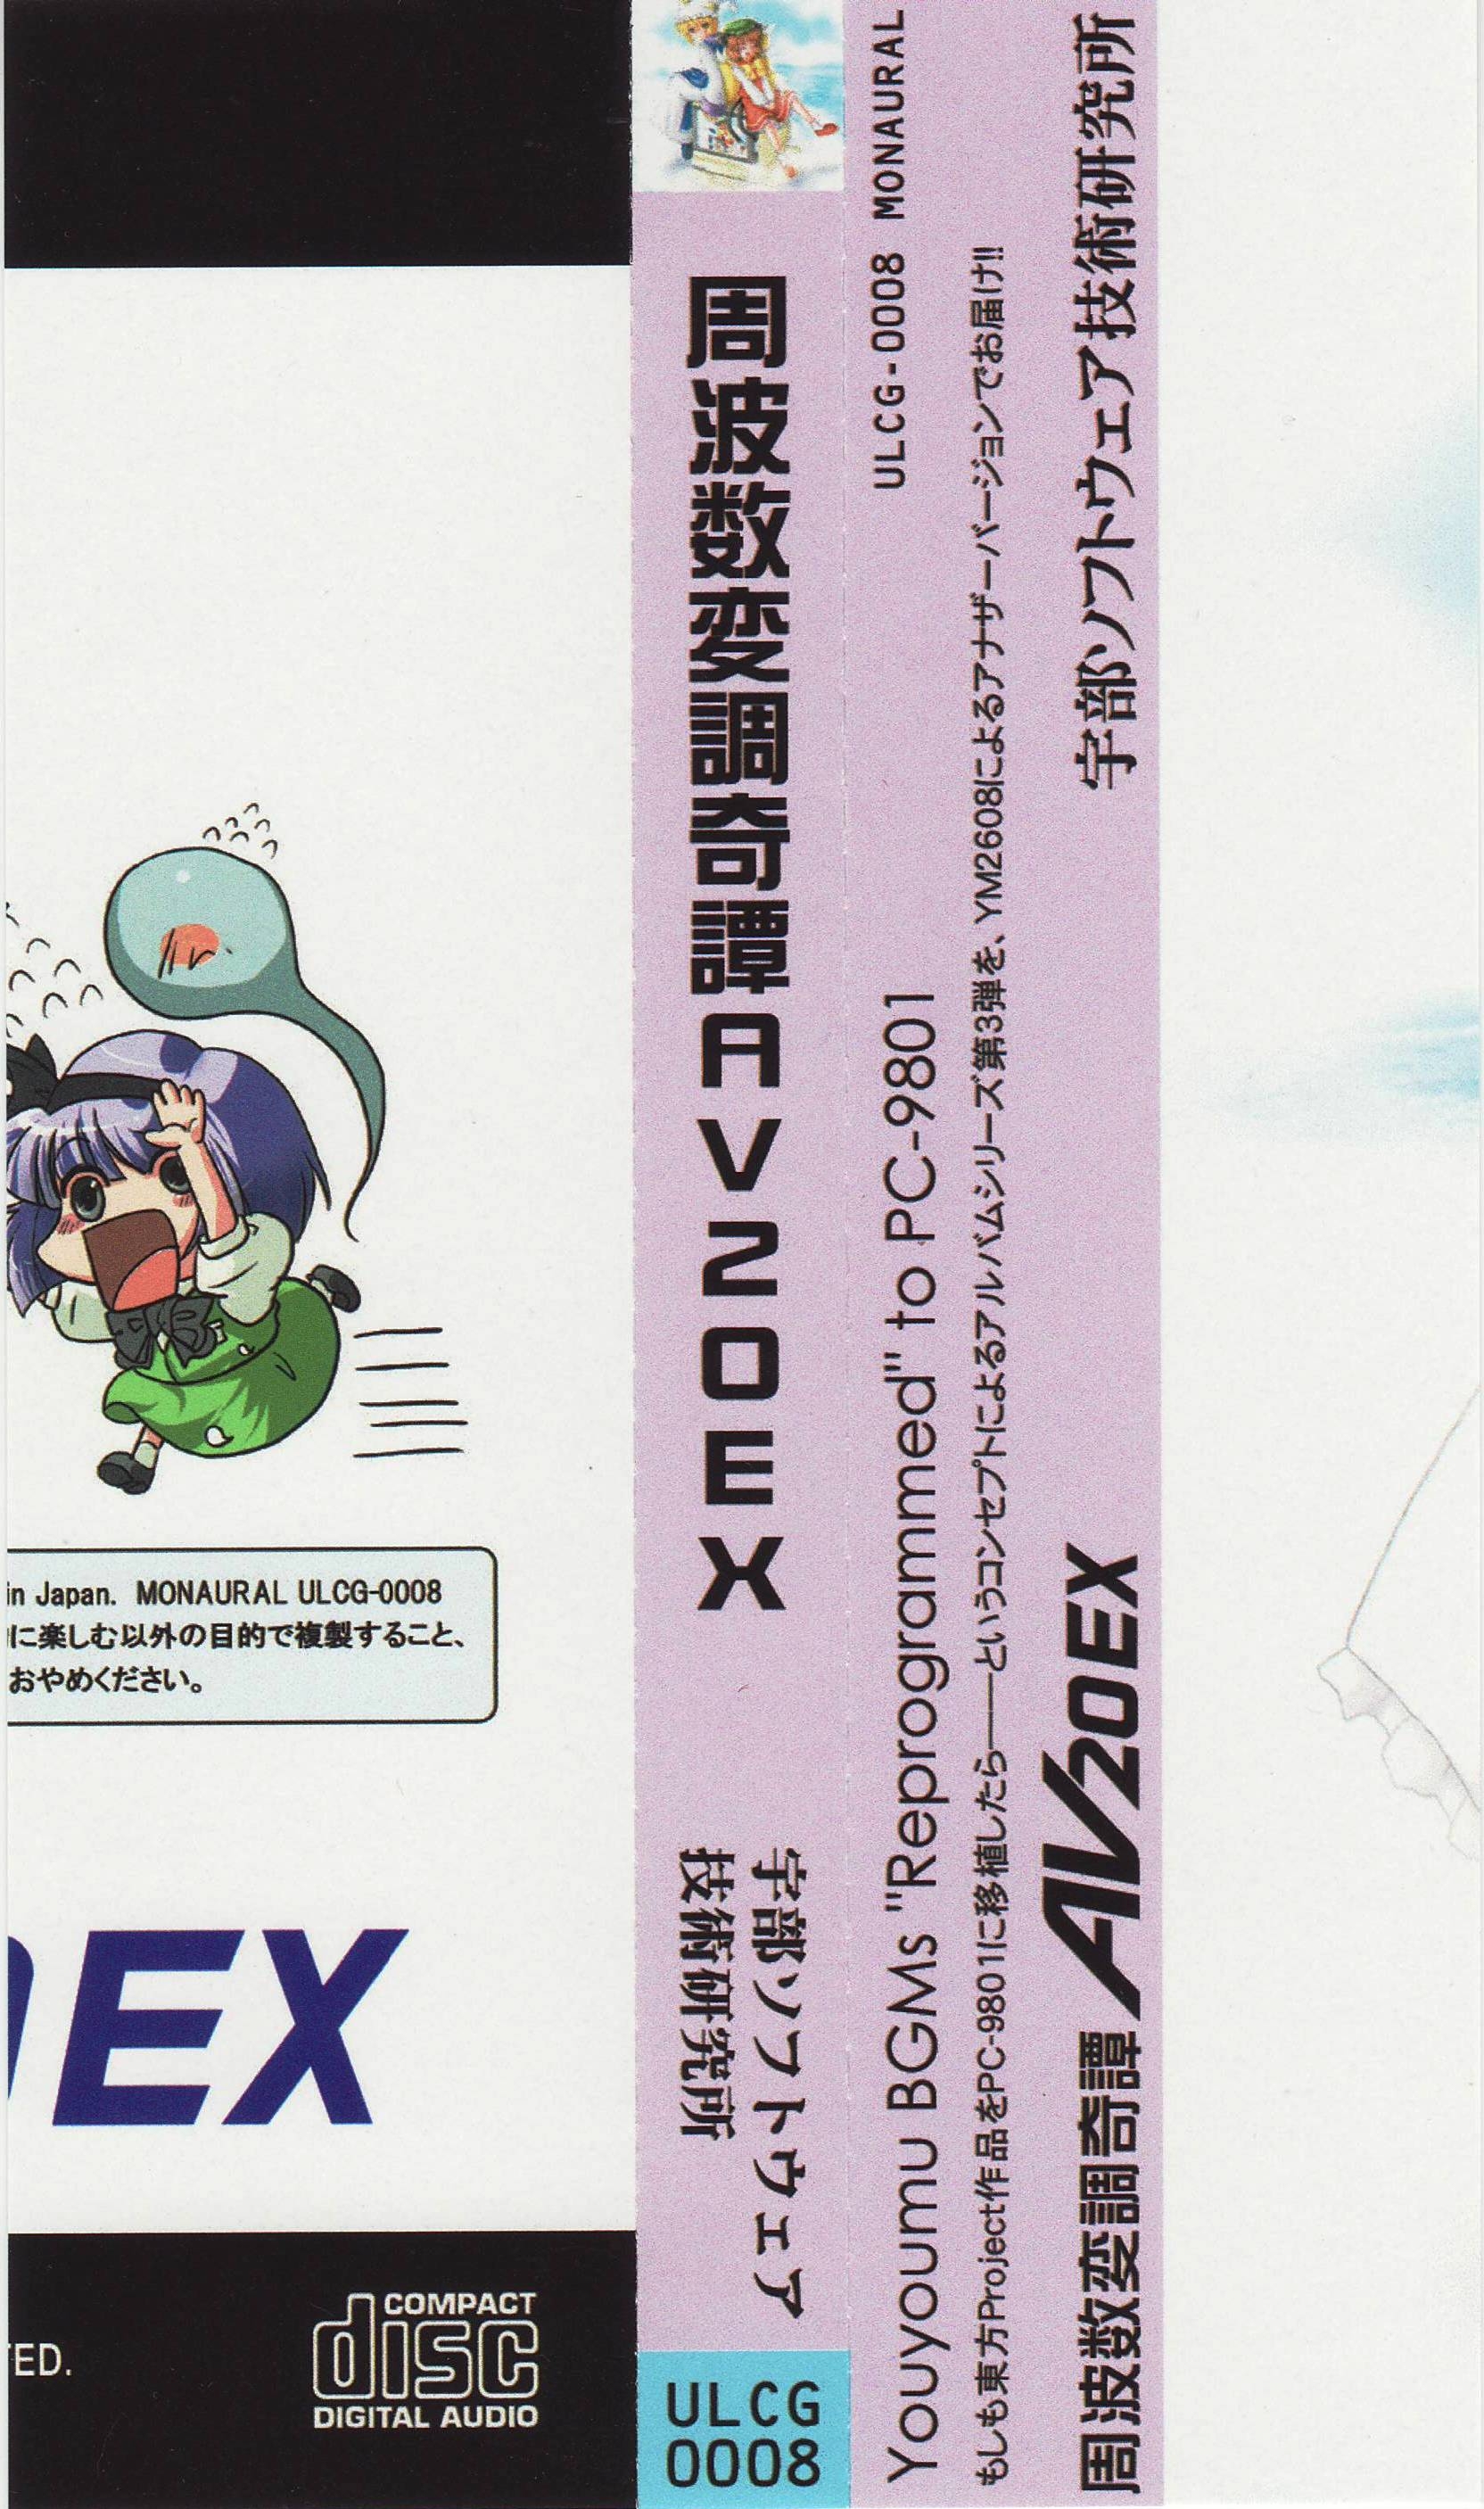 in Japan. MONAURAL ULCG-0008
に楽しむ以外の目的で複製すること、
おやめください。
EX
ED.
COMPACT
disc
DIGITAL AUDIO
周波数変調奇譚AV20EX
宇部ソフトウェア
技術研究所
ULCG
0008
Youyoumu BGMs "Reprogrammed" to PC-9801
ULCG-0008 MONAURAL
もしも東方Project作品をPC-9801に移植したら――というコンセプトによるアルバムシリーズ第3弾を、YM2608によるアナザーバージョンでお届け!!
周波数変調奇譚 AV20EX
宇部ソフトウェア技術研究所